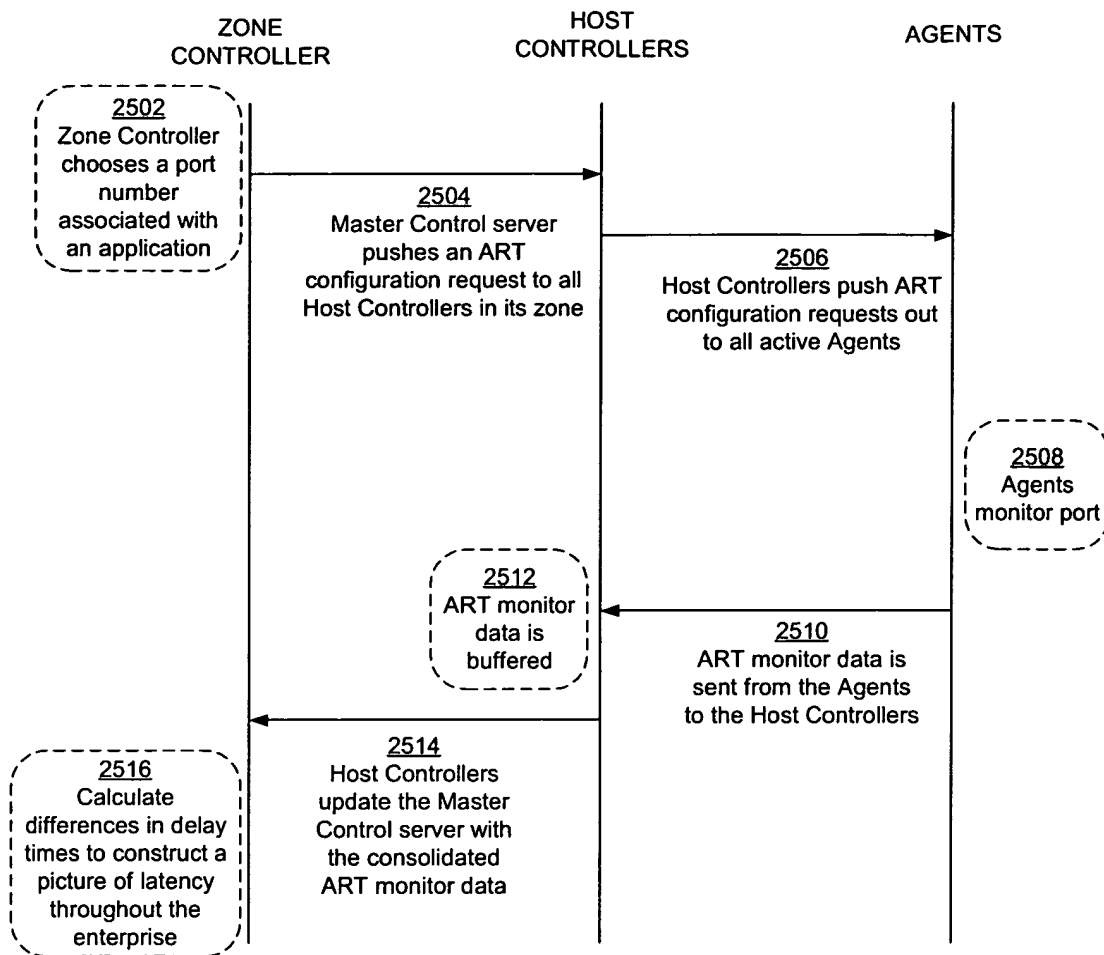 ZONE
CONTROLLER
HOST
CONTROLLERS
AGENTS
2502
Zone Controller
chooses a port
number
associated with
an application
2504
Master Control server
pushes an ART
configuration request to all
Host Controllers in its zone
2506
Host Controllers push ART
configuration requests out
to all active Agents
2508
Agents
monitor port
2510
ART monitor data is
sent from the Agents
to the Host Controllers
2512
ART monitor
data is
buffered
2514
Host Controllers
update the Master
Control server with
the consolidated
ART monitor data
2516
Calculate
differences in delay
times to construct a
picture of latency
throughout the
enterprise